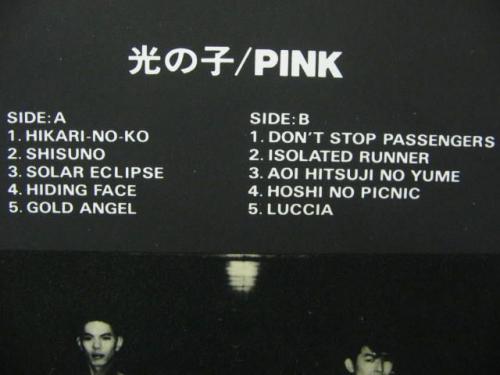 光の子/PINK
SIDE: A
1. HIKARI-NO-KO
2. SHISUNO
3. SOLAR ECLIPSE
4. HIDING FACE
5. GOLD ANGEL
SIDE: B
1. DON'T STOP PASSENGERS
2. ISOLATED RUNNER
3. AOI HITSUJI NO YUME
4. HOSHI NO PICNIC
5. LUCCIA